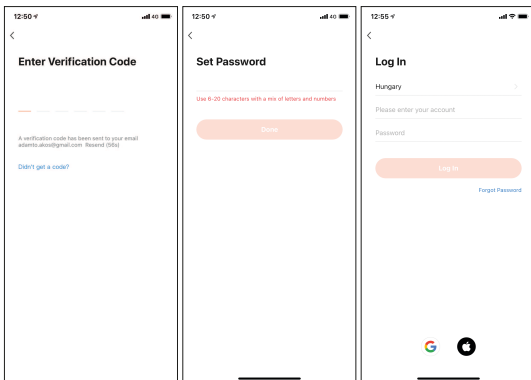 12:50
4G
Enter Verification Code
A verification code has been sent to your email
adamto.akos@gmail.com Resend (56s)
Didn't get a code?
12:50
4G
Set Password
Use 6-20 characters with a mix of letters and numbers
Done
12:55
Log In
Hungary
Please enter your account
Password
Log In
Forgot Password